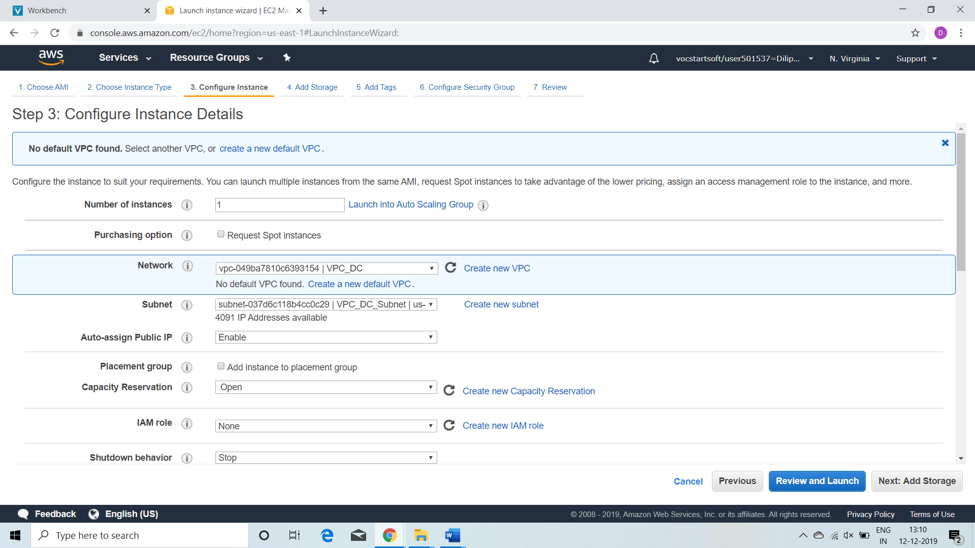 Workbench
Launch instance wizard | EC2 Ma
console.aws.amazon.com/ec2/home?region=us-east-1#LaunchInstanceWizard:
D
aws
Services
Resource Groups
vocstartsoft/user501537=Dilip...
N. Virginia
Support
1. Choose AMI
2. Choose Instance Type
3. Configure Instance
4. Add Storage
5. Add Tags
6. Configure Security Group
7. Review
Step 3: Configure Instance Details
No default VPC found. Select another VPC, or create a new default VPC.
Configure the instance to suit your requirements. You can launch multiple instances from the same AMI, request Spot instances to take advantage of the lower pricing, assign an access management role to the instance, and more.
Number of instances
1
Launch into Auto Scaling Group
Purchasing option
Request Spot instances
Network
vpc-049ba7810c6393154 | VPC_DC
Create new VPC
No default VPC found. Create a new default VPC.
Subnet
subnet-037d6c118b4cc0c29 | VPC_DC_Subnet | us-
Create new subnet
4091 IP Addresses available
Auto-assign Public IP
Enable
Placement group
Add instance to placement group
Capacity Reservation
Open
Create new Capacity Reservation
IAM role
None
Create new IAM role
Shutdown behavior
Stop
Cancel
Previous
Review and Launch
Next: Add Storage
Feedback
English (US)
© 2008 - 2019, Amazon Web Services, Inc. or its affiliates. All rights reserved.
Privacy Policy
Terms of Use
Type here to search
ENG
IN
13:10
12-12-2019
2